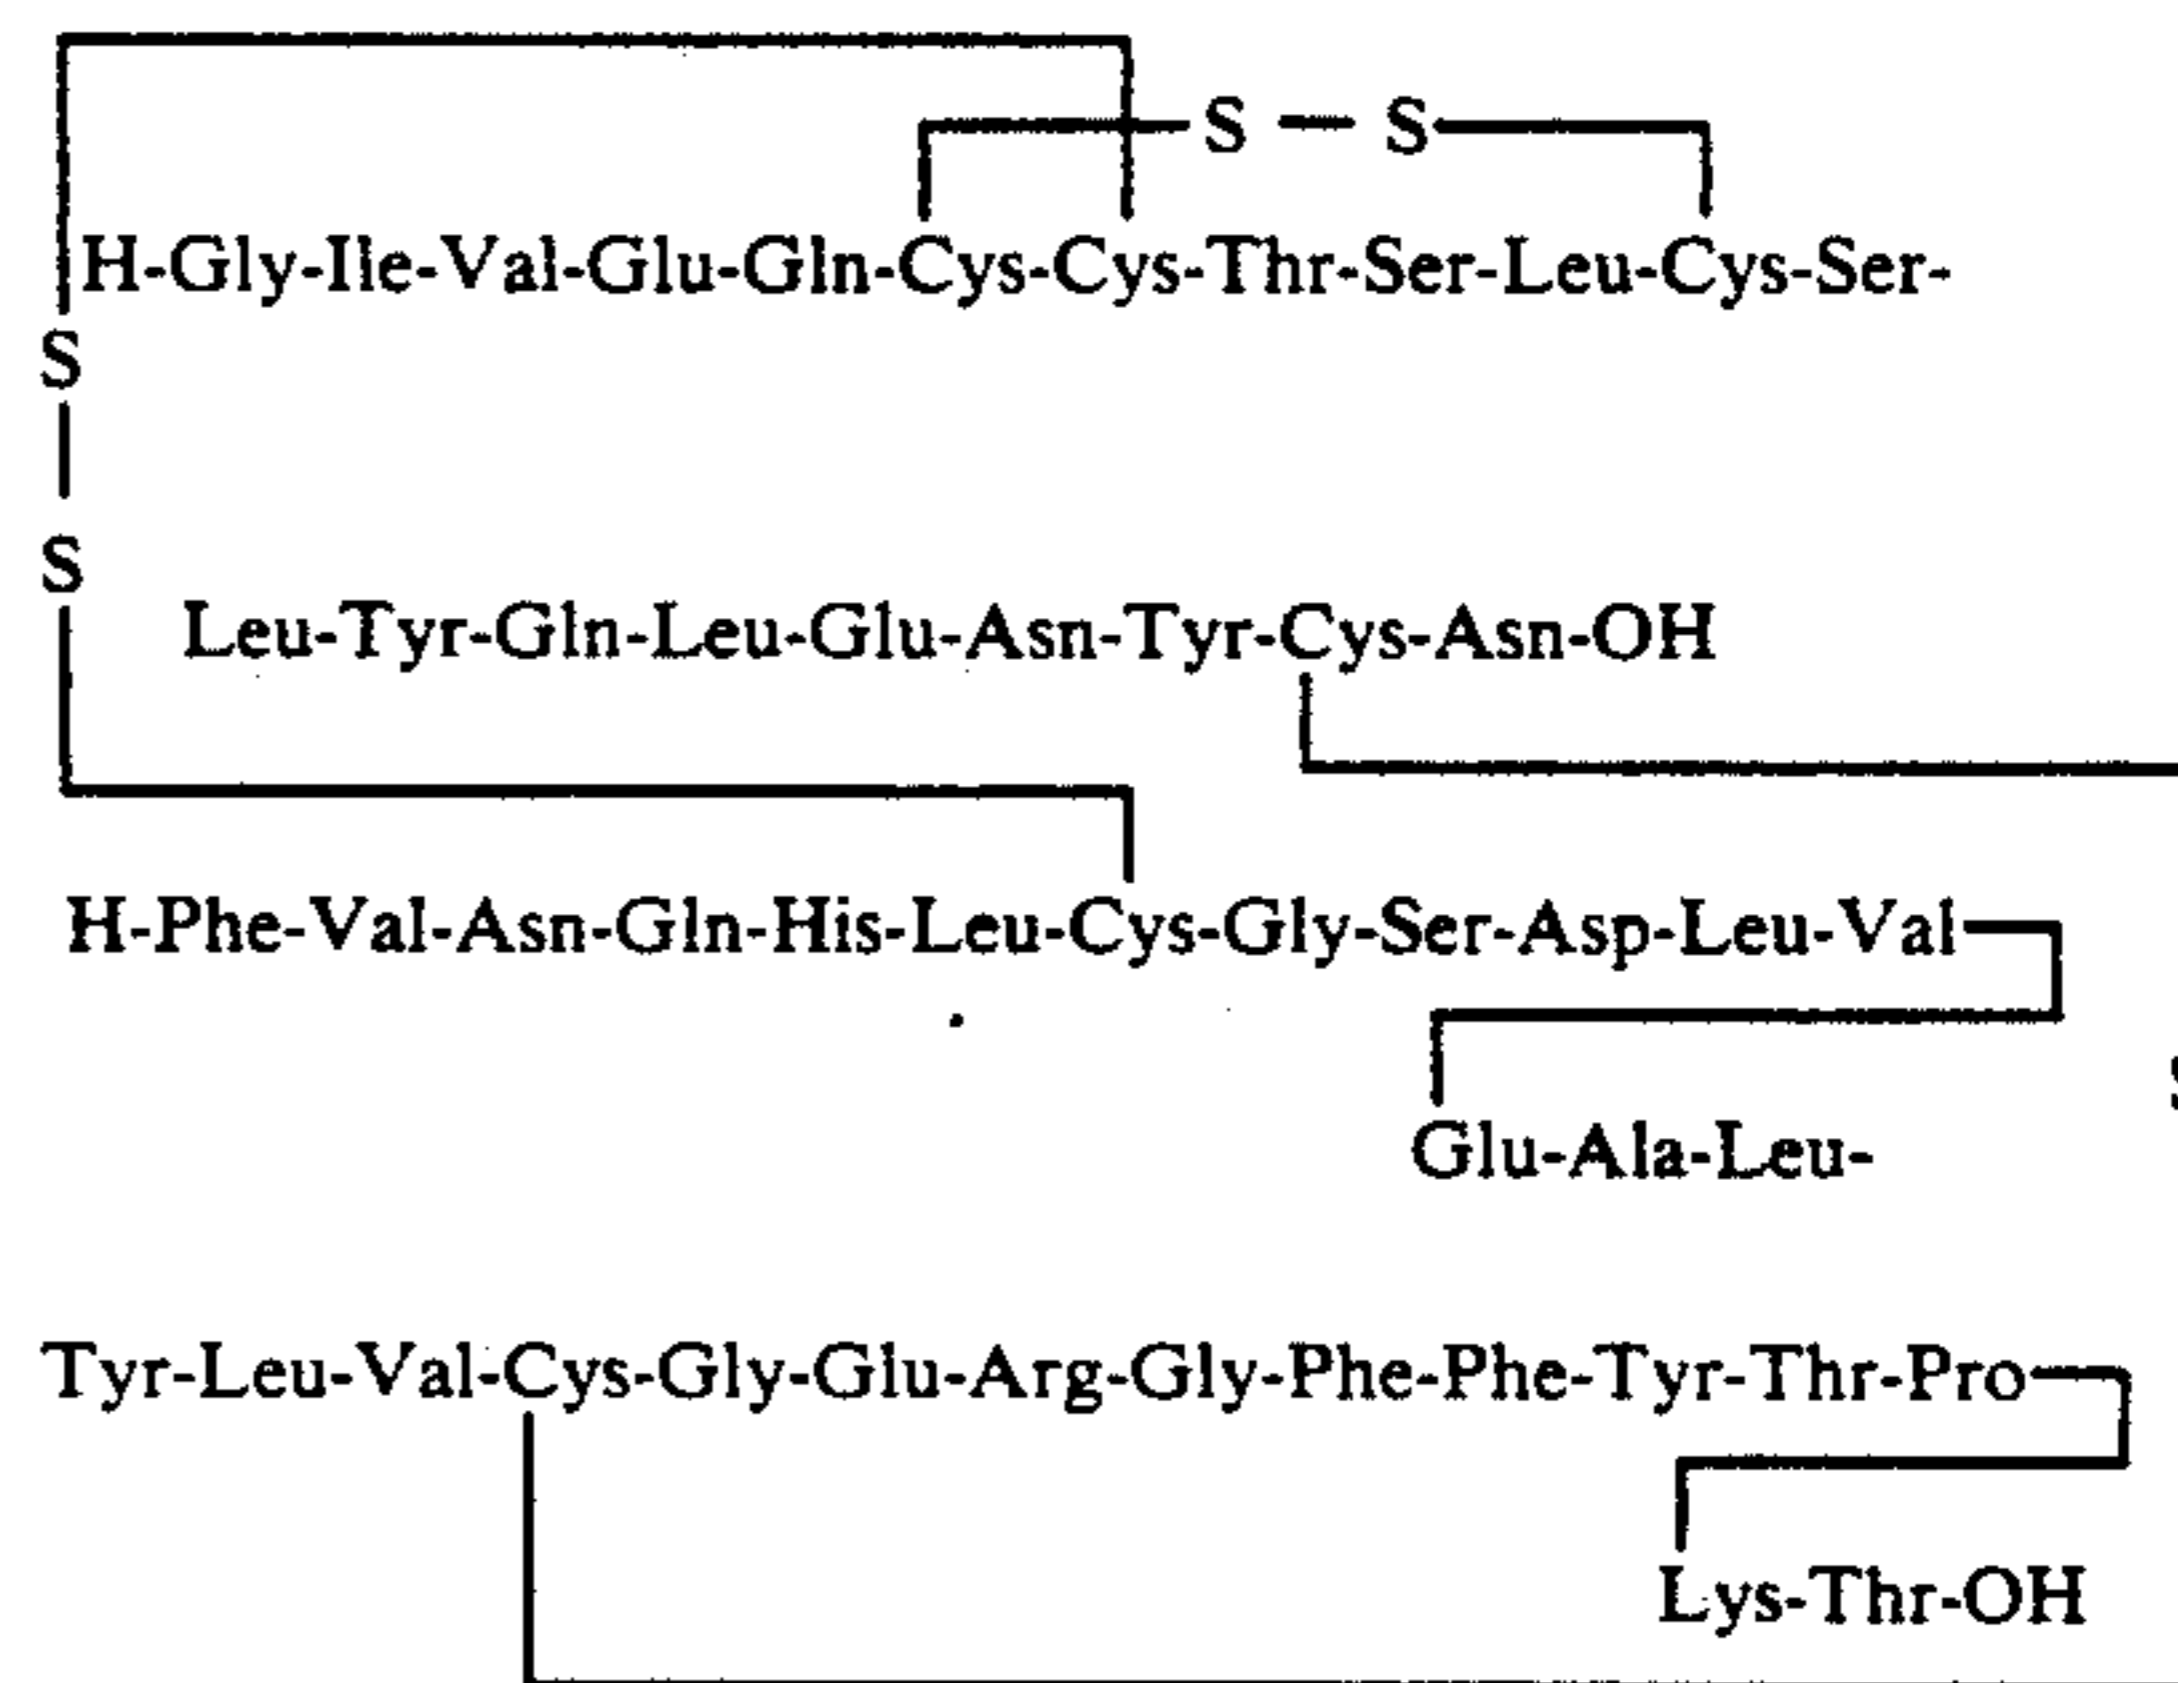 S — S
H-Gly-Ile-Val-Glu-Gln-Cys-Cys-Thr-Ser-Leu-Cys-Ser-
S
S
Leu-Tyr-Gln-Leu-Glu-Asn-Tyr-Cys-Asn-OH
H-Phe-Val-Asn-Gln-His-Leu-Cys-Gly-Ser-Asp-Leu-Val
Glu-Ala-Leu-
Tyr-Leu-Val-Cys-Gly-Glu-Arg-Gly-Phe-Phe-Tyr-Thr-Pro
Lys-Thr-OH